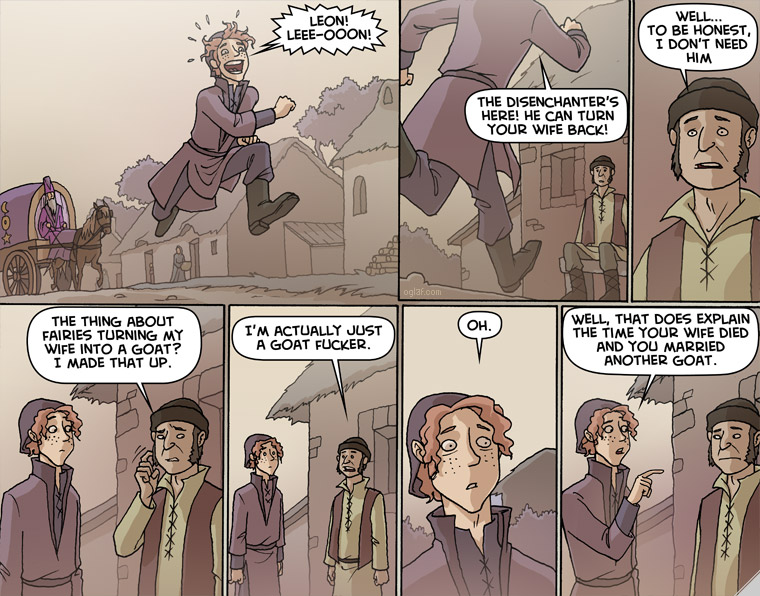 LEON!
LEEE-OOON!
THE DISENCHANTER'S
HERE! HE CAN TURN
YOUR WIFE BACK!
oglaf.com
WELL...
TO BE HONEST,
I DON'T NEED
HIM
THE THING ABOUT
FAIRIES TURNING MY
WIFE INTO A GOAT?
I MADE THAT UP.
I'M ACTUALLY JUST
A GOAT FUCKER.
OH.
WELL, THAT DOES EXPLAIN
THE TIME YOUR WIFE DIED
AND YOU MARRIED
ANOTHER GOAT.